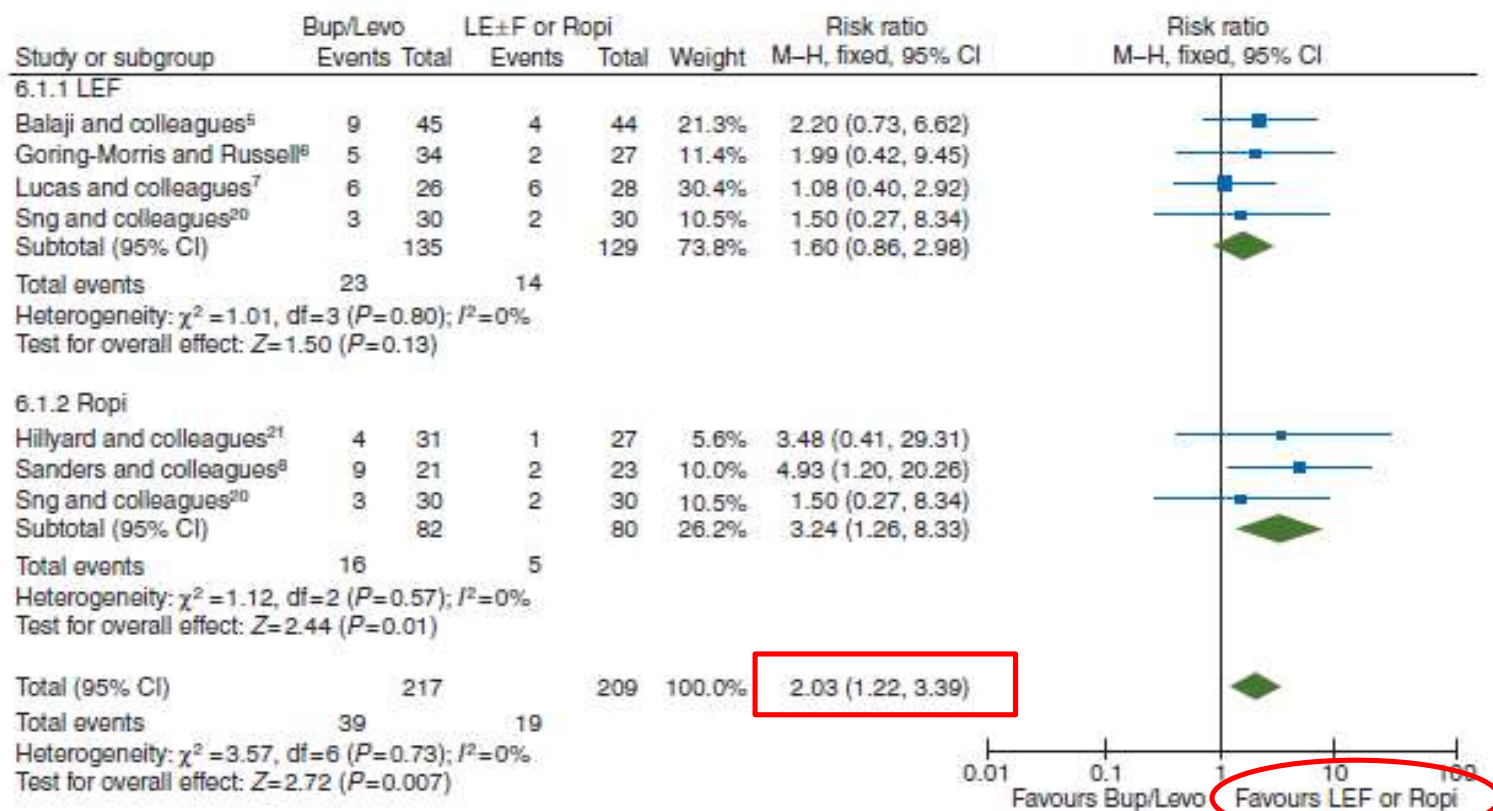 Bup/Levo LE±F or Ropi Risk ratio Risk ratio
Study or subgroup Events Total Events Total Weight M–H, fixed, 95% CI M–H, fixed, 95% CI
6.1.1 LEF
Balaji and colleagues⁵ 9 45 4 44 21.3% 2.20 (0.73, 6.62)
Goring-Morris and Russell⁶ 5 34 2 27 11.4% 1.99 (0.42, 9.45)
Lucas and colleagues⁷ 6 26 6 28 30.4% 1.08 (0.40, 2.92)
Sng and colleagues²⁰ 3 30 2 30 10.5% 1.50 (0.27, 8.34)
Subtotal (95% CI) 135 129 73.8% 1.60 (0.86, 2.98)
Total events 23 14
Heterogeneity: χ² =1.01, df=3 (P=0.80); I²=0%
Test for overall effect: Z=1.50 (P=0.13)
6.1.2 Ropi
Hillyard and colleagues²¹ 4 31 1 27 5.6% 3.48 (0.41, 29.31)
Sanders and colleagues⁸ 9 21 2 23 10.0% 4.93 (1.20, 20.26)
Sng and colleagues²⁰ 3 30 2 30 10.5% 1.50 (0.27, 8.34)
Subtotal (95% CI) 82 80 26.2% 3.24 (1.26, 8.33)
Total events 16 5
Heterogeneity: χ² =1.12, df=2 (P=0.57); I²=0%
Test for overall effect: Z=2.44 (P=0.01)
Total (95% CI) 217 209 100.0% 2.03 (1.22, 3.39)
Total events 39 19
Heterogeneity: χ² =3.57, df=6 (P=0.73); I²=0%
Test for overall effect: Z=2.72 (P=0.007)
0.01 0.1 1 10 100
Favours Bup/Levo Favours LEF or Ropi